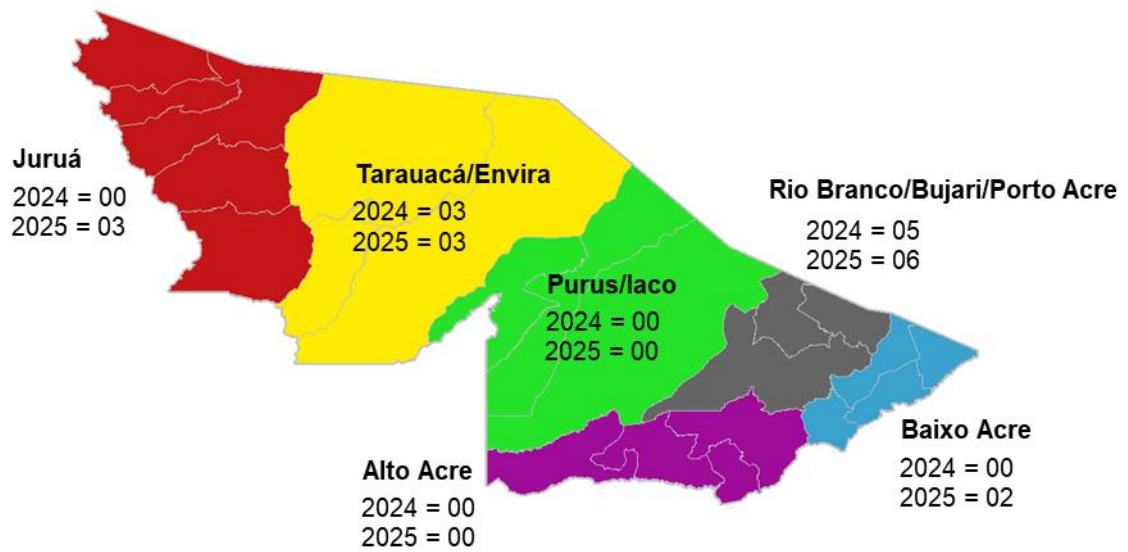 Juruá
2024 = 00
2025 = 03
Tarauacá/Envira
2024 = 03
2025 = 03
Rio Branco/Bujari/Porto Acre
2024 = 05
2025 = 06
Purus/Iaco
2024 = 00
2025 = 00
Baixo Acre
2024 = 00
2025 = 02
Alto Acre
2024 = 00
2025 = 00